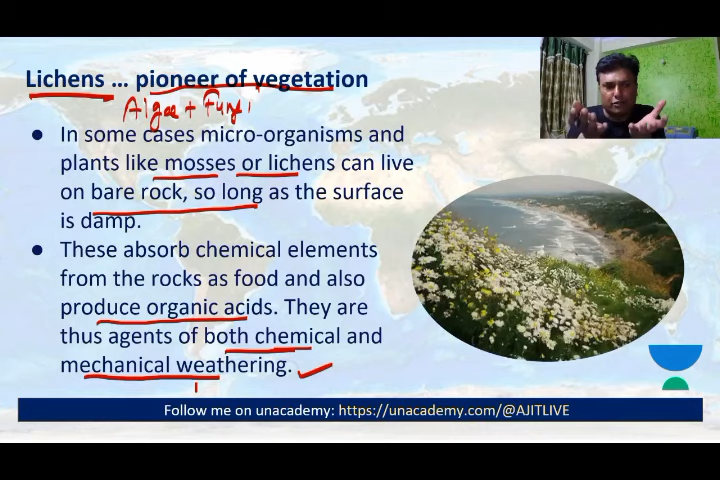 Lichens … pioneer of vegetation
Algae + Fungi
● In some cases micro-organisms and
plants like mosses or lichens can live
on bare rock, so long as the surface
is damp.
● These absorb chemical elements
from the rocks as food and also
produce organic acids. They are
thus agents of both chemical and
mechanical weathering.
Follow me on unacademy: https://unacademy.com/@AJITLIVE